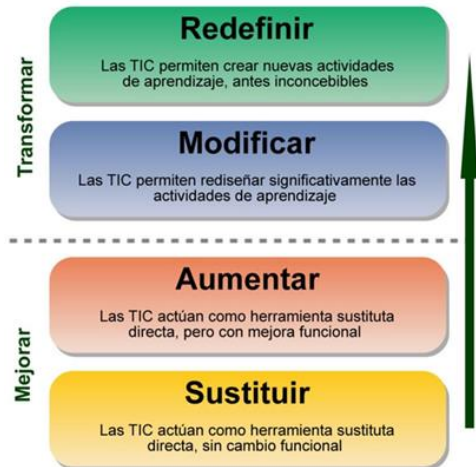 Transformar
Redefinir
Las TIC permiten crear nuevas actividades
de aprendizaje, antes inconcebibles
Modificar
Las TIC permiten rediseñar significativamente las
actividades de aprendizaje
Mejorar
Aumentar
Las TIC actúan como herramienta sustituta
directa, pero con mejora funcional
Sustituir
Las TIC actúan como herramienta sustituta
directa, sin cambio funcional